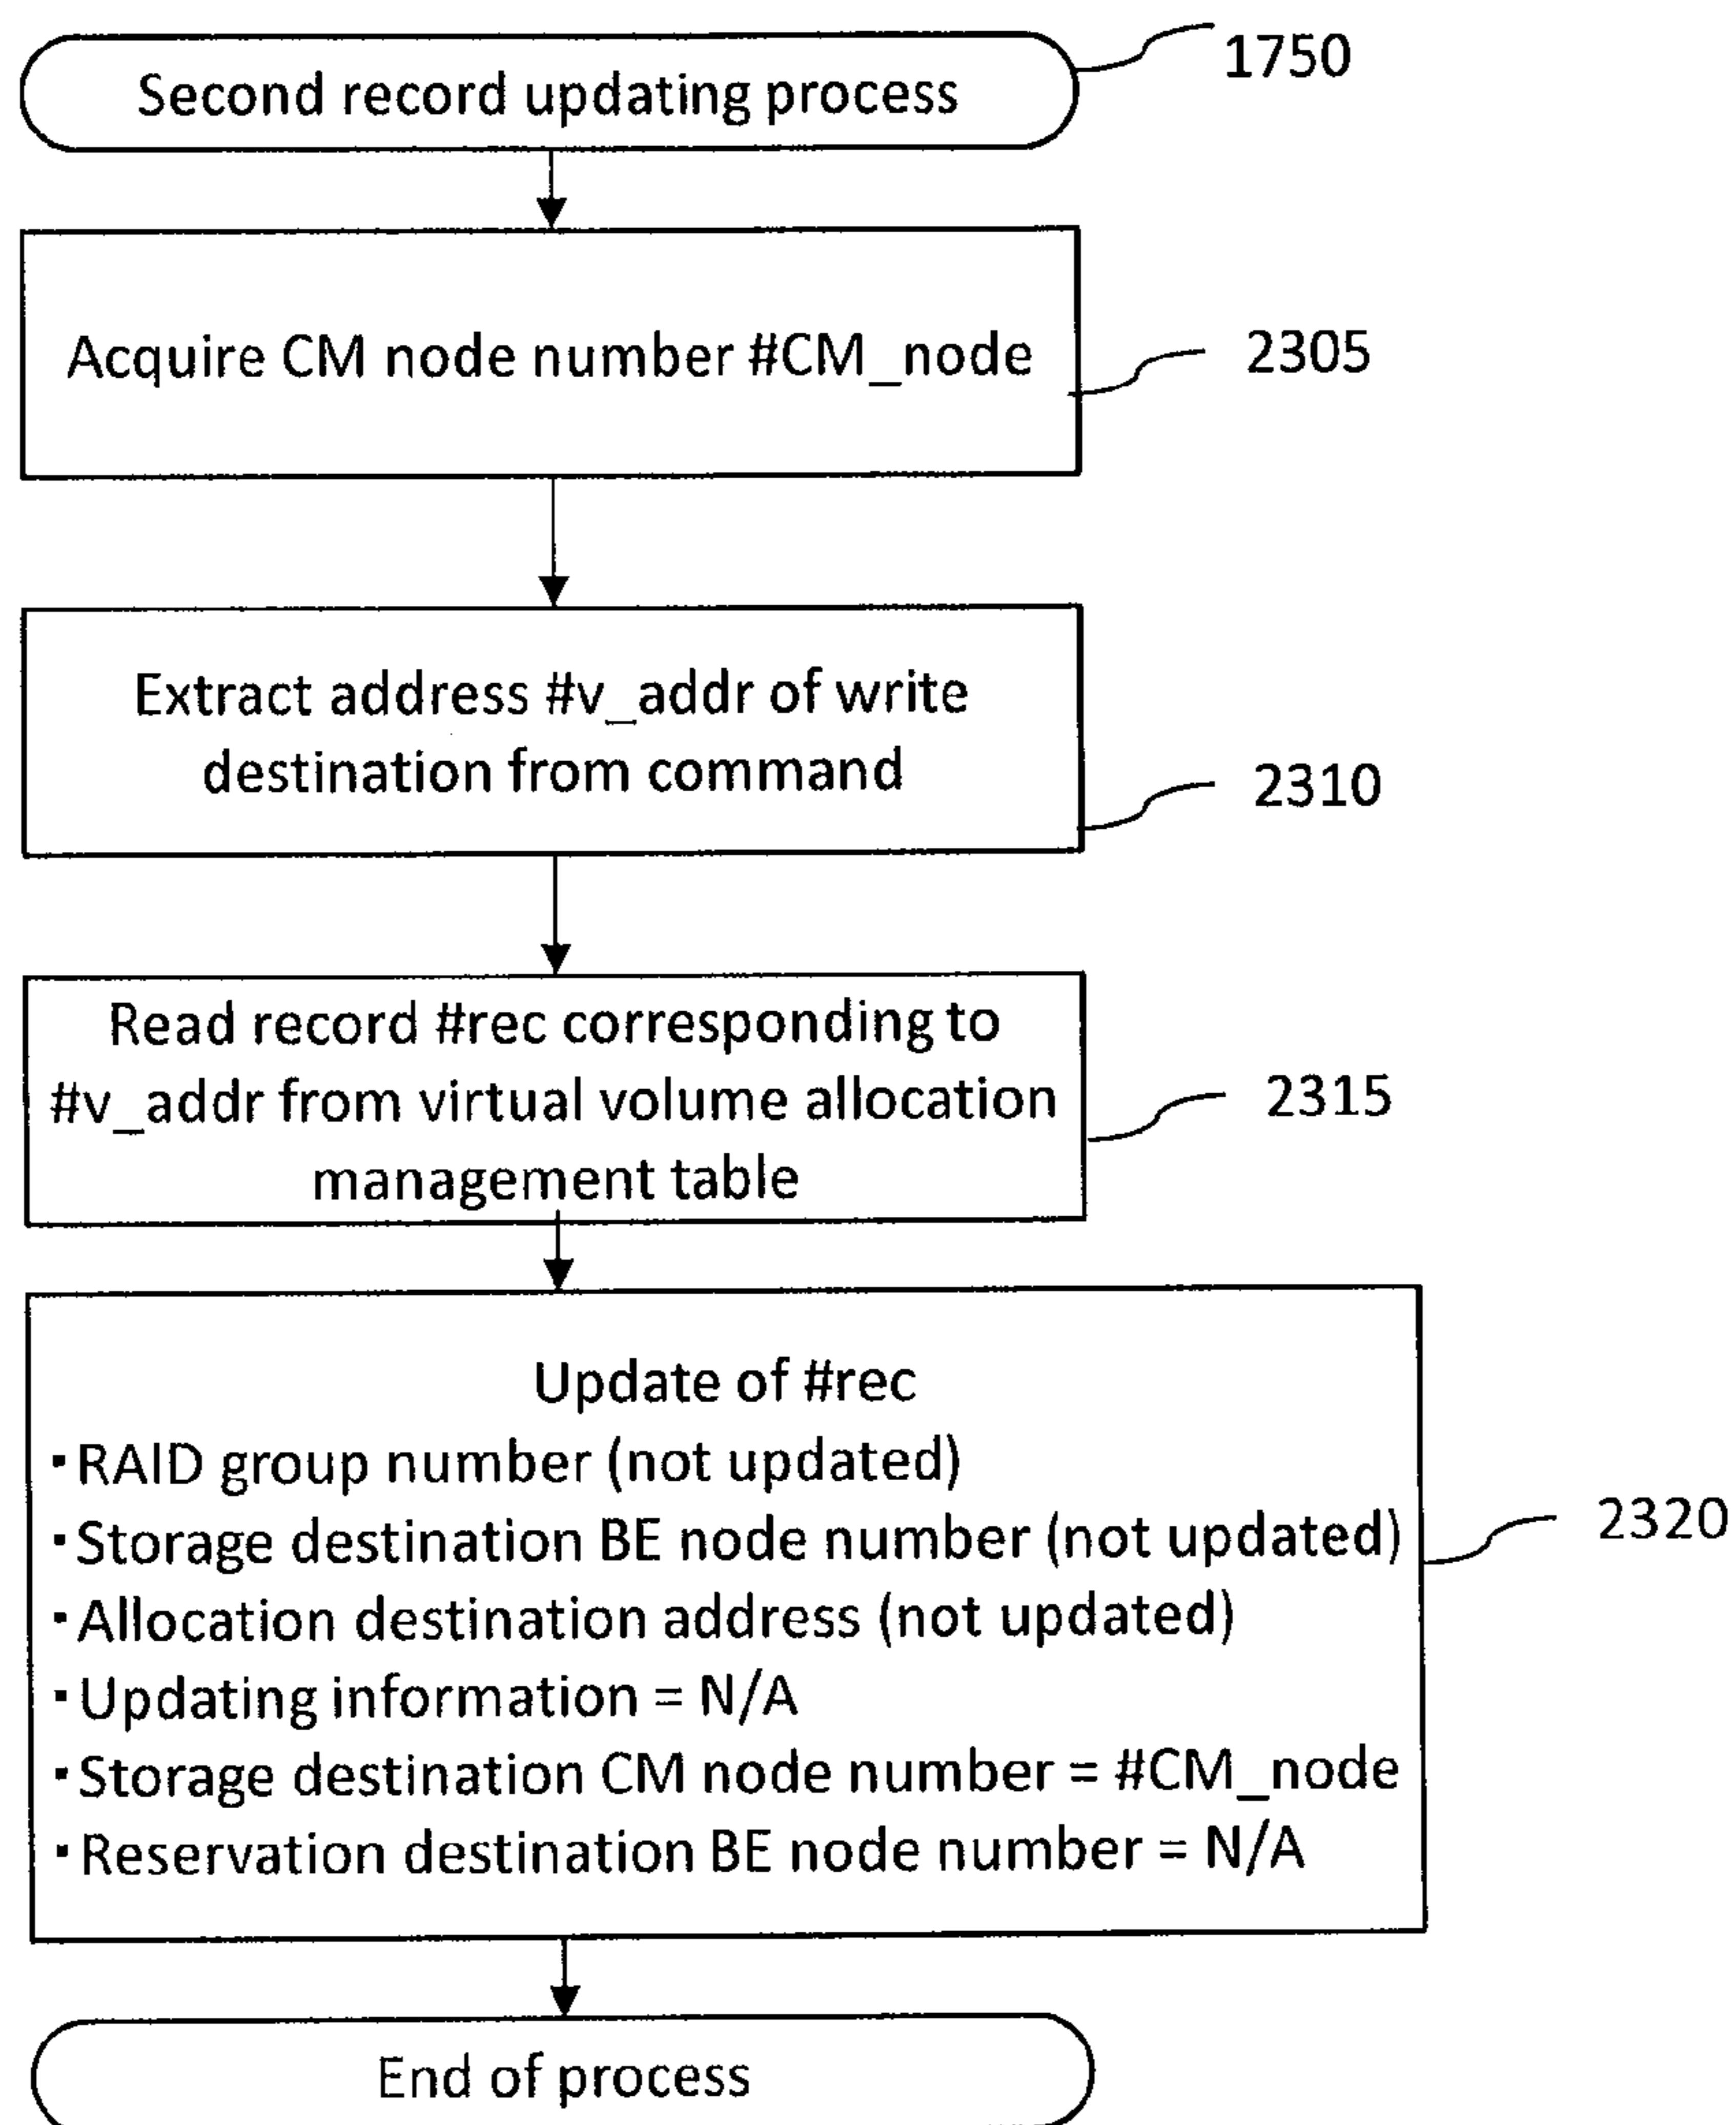 Second record updating process
1750
Acquire CM node number #CM_node
2305
Extract address #v_addr of write
destination from command
2310
Read record #rec corresponding to
#v_addr from virtual volume allocation
management table
2315
Update of #rec
・RAID group number (not updated)
・Storage destination BE node number (not updated)
・Allocation destination address (not updated)
・Updating information = N/A
・Storage destination CM node number = #CM_node
・Reservation destination BE node number = N/A
2320
End of process